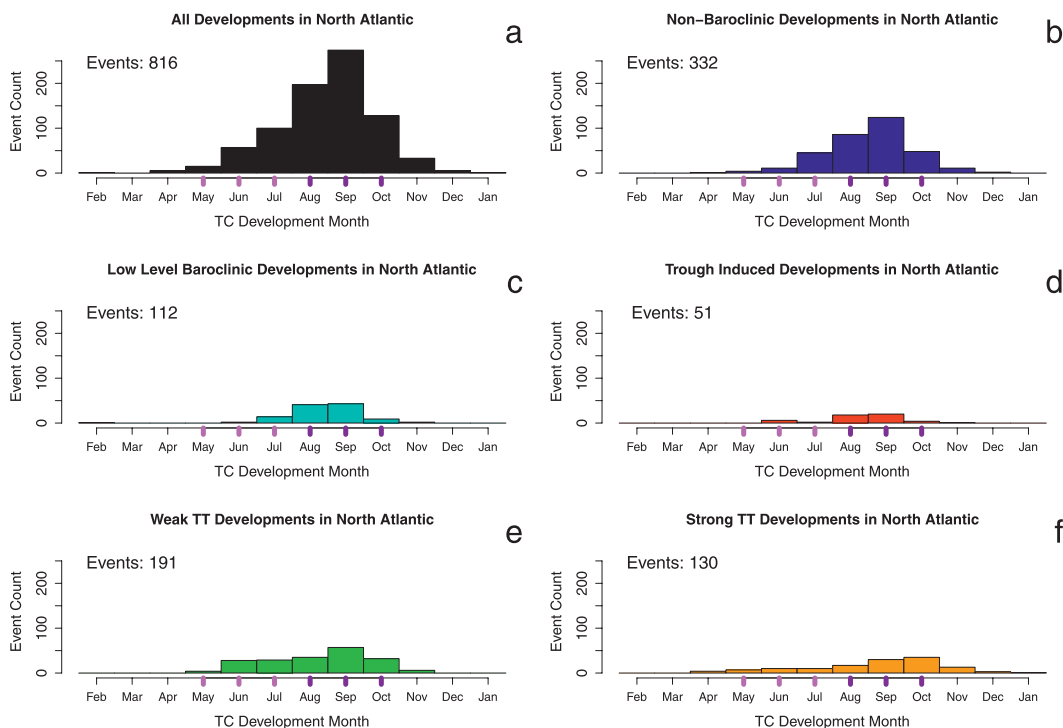 All Developments in North Atlantic
a
Events: 816
Event Count
0 100 200
Feb Mar Apr May Jun Jul Aug Sep Oct Nov Dec Jan
TC Development Month
Non−Baroclinic Developments in North Atlantic
b
Events: 332
Event Count
0 100 200
Feb Mar Apr May Jun Jul Aug Sep Oct Nov Dec Jan
TC Development Month
Low Level Baroclinic Developments in North Atlantic
c
Events: 112
Event Count
0 100 200
Feb Mar Apr May Jun Jul Aug Sep Oct Nov Dec Jan
TC Development Month
Trough Induced Developments in North Atlantic
d
Events: 51
Event Count
0 100 200
Feb Mar Apr May Jun Jul Aug Sep Oct Nov Dec Jan
TC Development Month
Weak TT Developments in North Atlantic
e
Events: 191
Event Count
0 100 200
Feb Mar Apr May Jun Jul Aug Sep Oct Nov Dec Jan
TC Development Month
Strong TT Developments in North Atlantic
f
Events: 130
Event Count
0 100 200
Feb Mar Apr May Jun Jul Aug Sep Oct Nov Dec Jan
TC Development Month